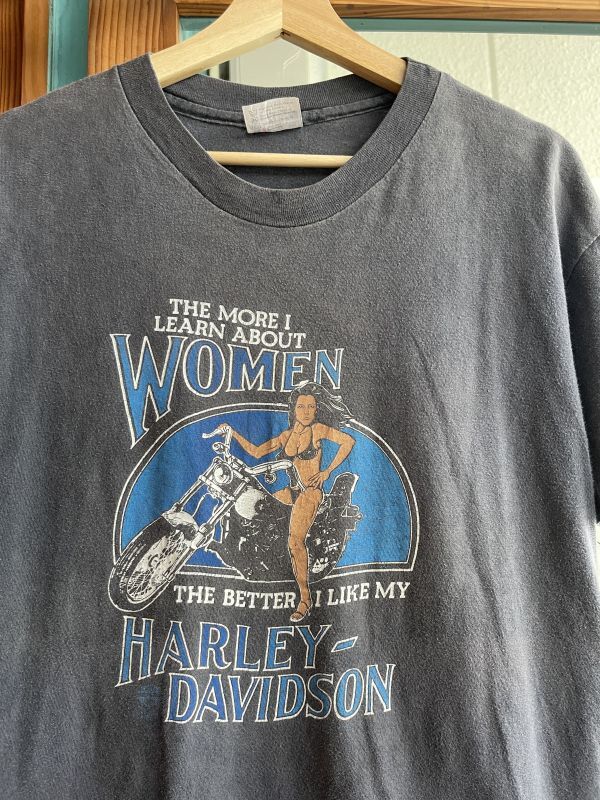 THE MORE I
LEARN ABOUT
WOMEN
THE BETTER I LIKE MY
HARLEY-
DAVIDSON